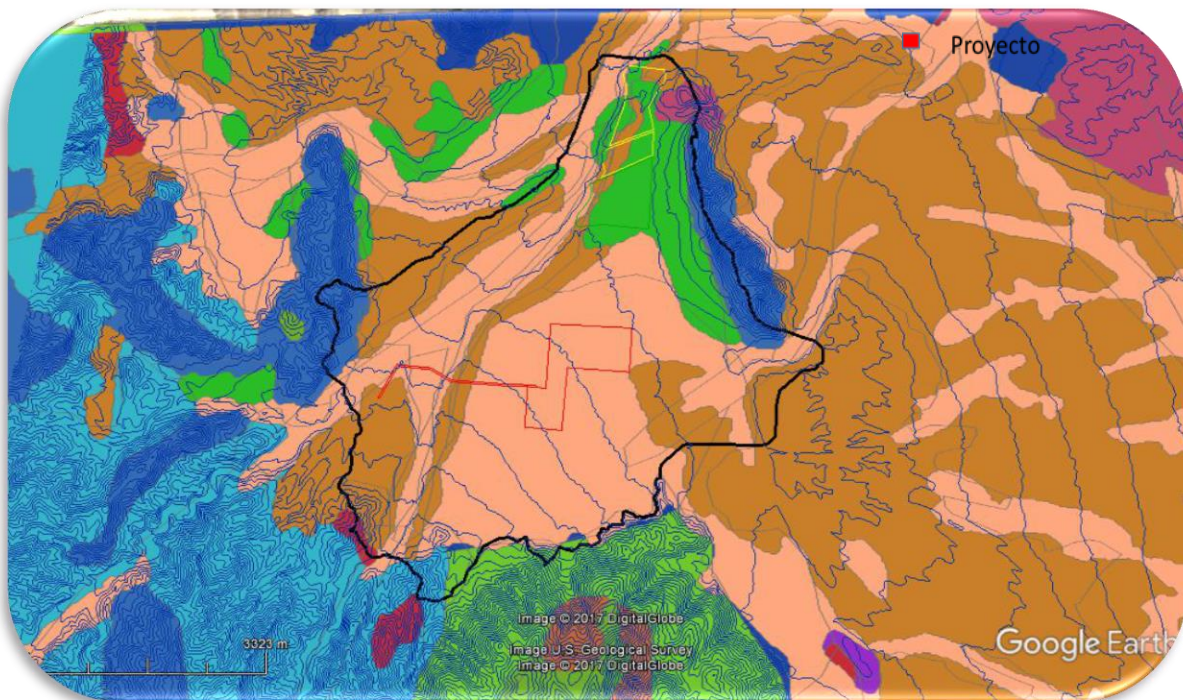 Proyecto
Image © 2017 DigitalGlobe
Image U.S. Geological Survey
Image © 2017 DigitalGlobe
3323 m
Google Earth